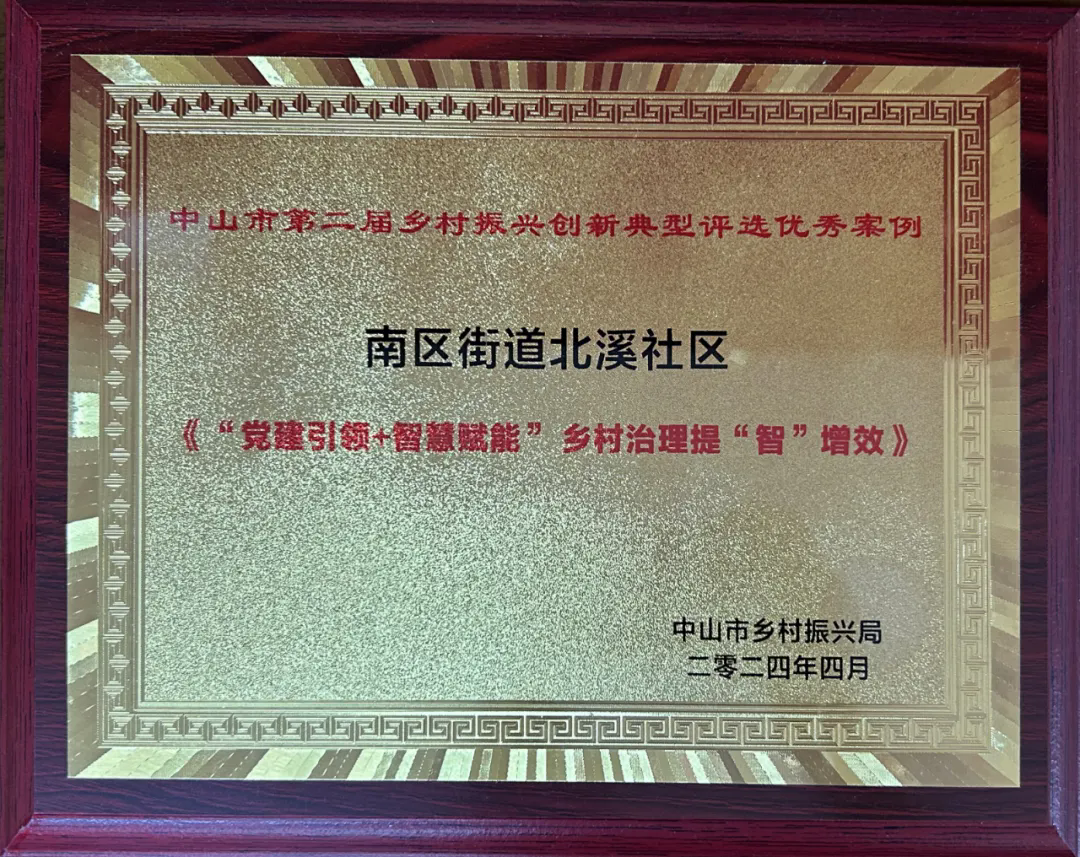 中山市第二届乡村振兴创新典型评选优秀案例
南区街道北溪社区
《“党建引领+智慧赋能”乡村治理提“智”增效》
中山市乡村振兴局
二零二四年四月